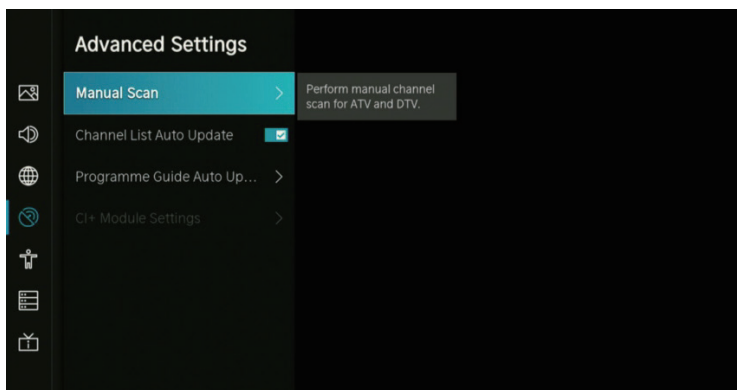 Advanced Settings
Manual Scan
Perform manual channel
scan for ATV and DTV.
Channel List Auto Update
Programme Guide Auto Up...
CI+ Module Settings